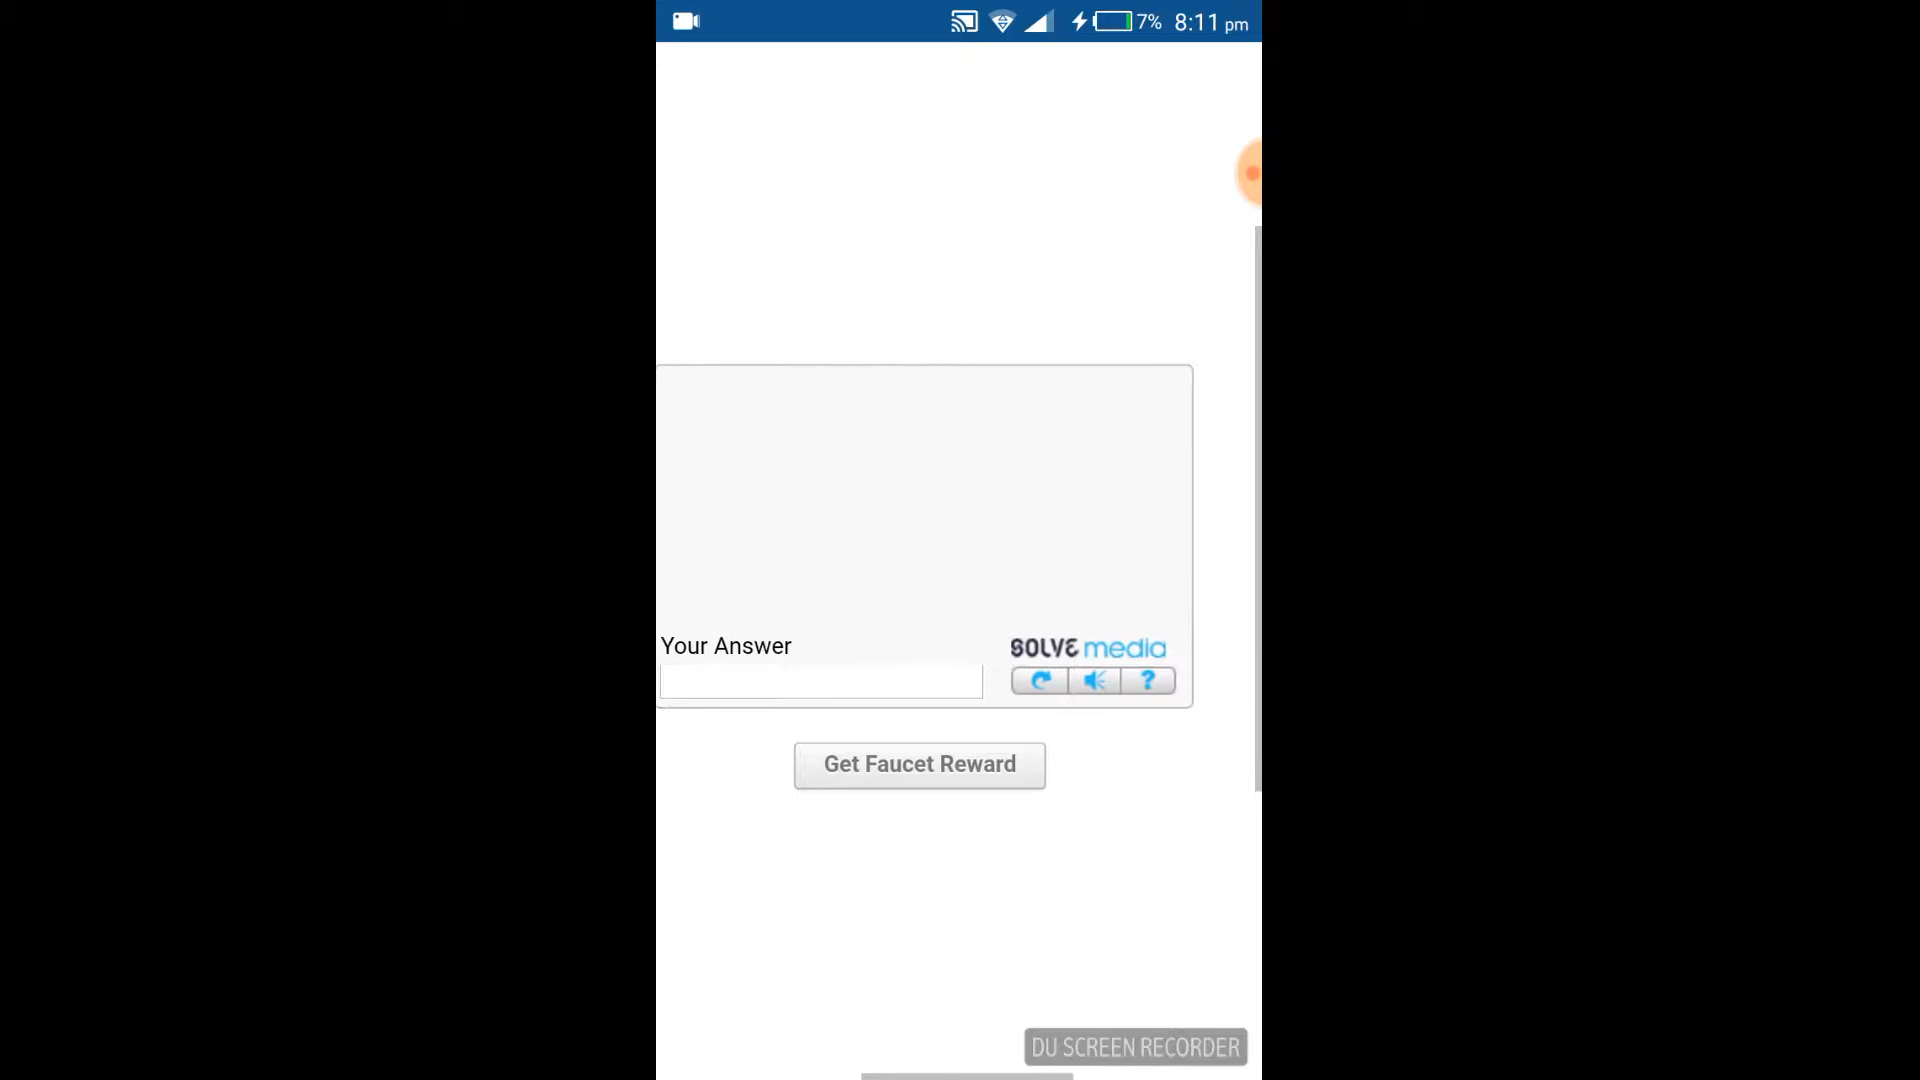 7% 8:11 pm
Your Answer
SOLVE media
?
Get Faucet Reward
DU SCREEN RECORDER